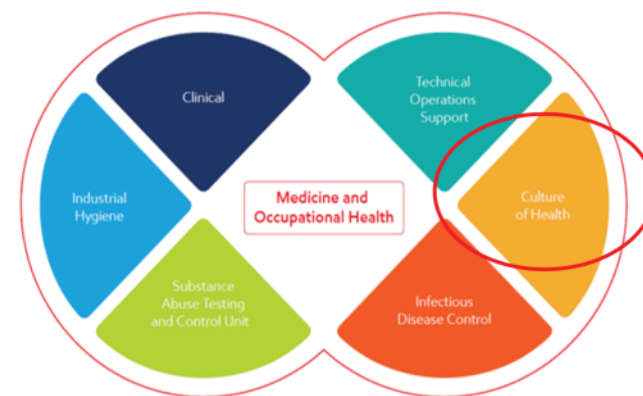 Clinical
Technical
Operations
Support
Industrial
Hygiene
Medicine and
Occupational Health
Culture
of Health
Substance
Abuse Testing
and Control Unit
Infectious
Disease Control